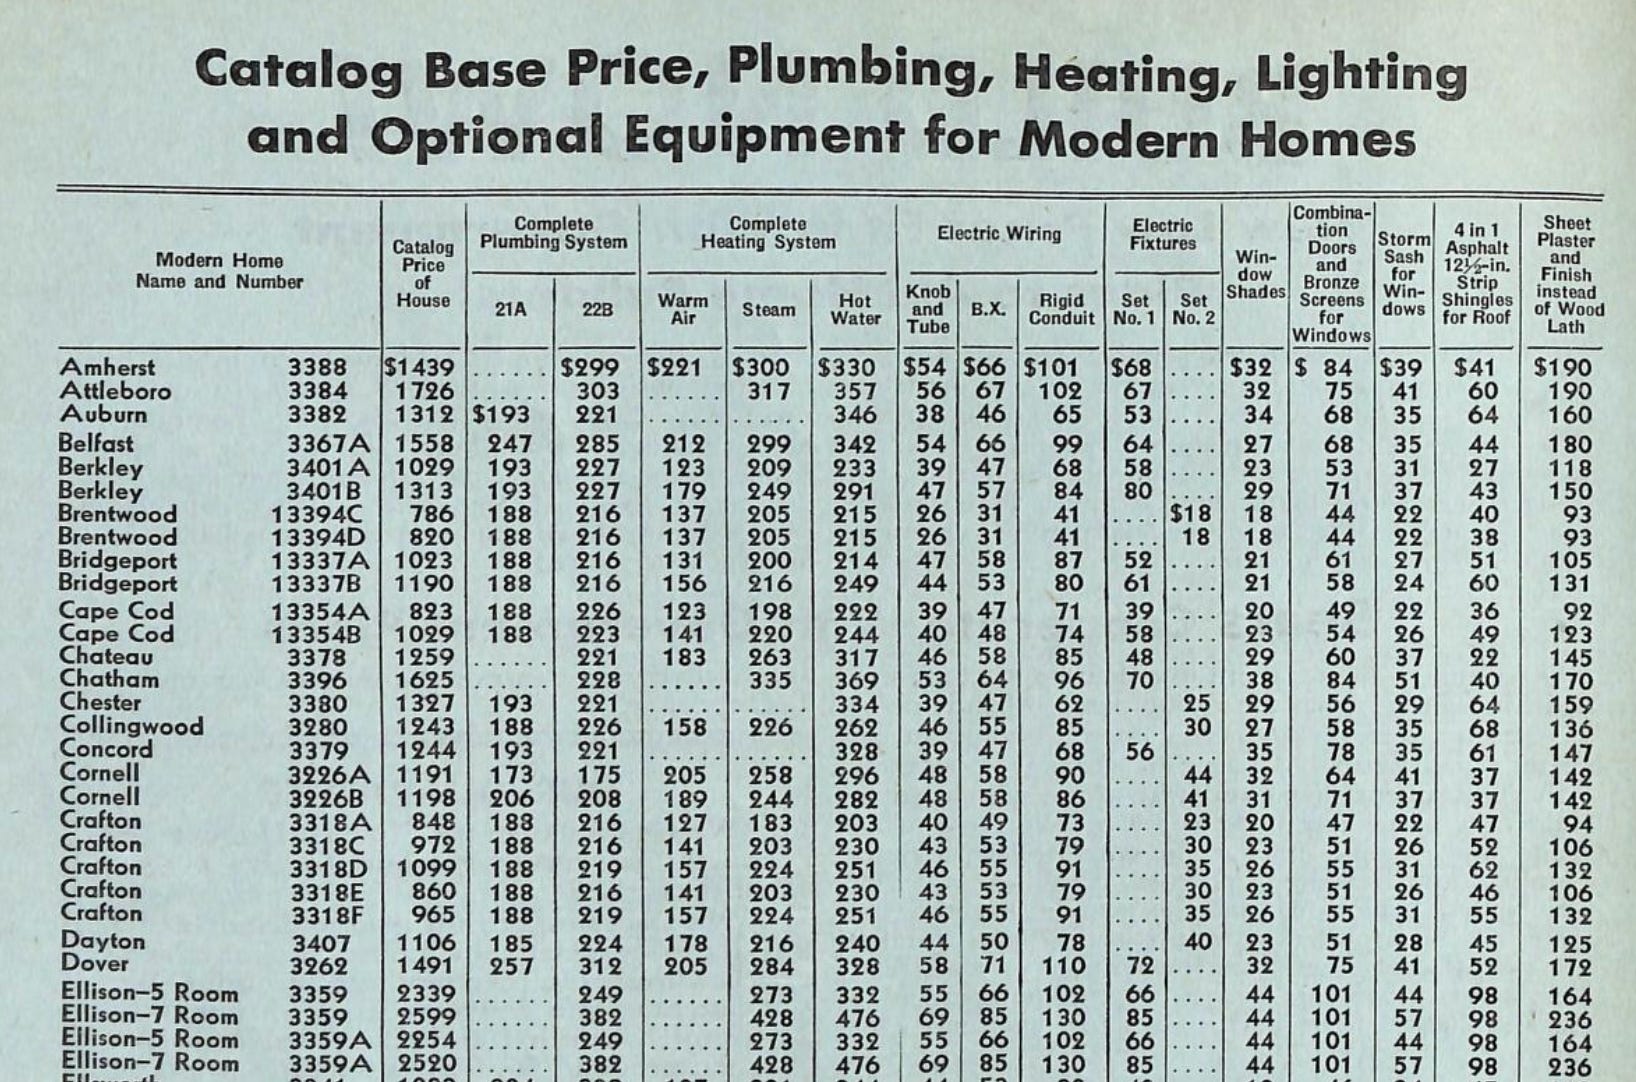 Catalog Base Price, Plumbing, Heating, Lighting
and Optional Equipment for Modern Homes
Modern Home Name and Number | Catalog Price of House | Complete Plumbing System | Complete Heating System | Electric Wiring | Electric Fixtures | Win-dow Shades | Combina-tion Doors and Bronze Screens for Windows | Storm Sash for Win-dows | 4 in 1 Asphalt 12½-in. Strip Shingles for Roof | Sheet Plaster and Finish instead of Wood Lath
21A 22B Warm Air Steam Hot Water Knob and Tube B.X. Rigid Conduit Set No. 1 Set No. 2
Amherst 3388 $1439 ...... $299 $221 $300 $330 $54 $66 $101 $68 .... $32 $ 84 $39 $41 $190
Attleboro 3384 1726 ...... 303 ...... 317 357 56 67 102 67 .... 32 75 41 60 190
Auburn 3382 1312 $193 221 ...... ...... 346 38 46 65 53 .... 34 68 35 64 160
Belfast 3367A 1558 247 285 212 299 342 54 66 99 64 .... 27 68 35 44 180
Berkley 3401A 1029 193 227 123 209 233 39 47 68 58 .... 23 53 31 27 118
Berkley 3401B 1313 193 227 179 249 291 47 57 84 80 .... 29 71 37 43 150
Brentwood 13394C 786 188 216 137 205 215 26 31 41 .... $18 18 44 22 40 93
Brentwood 13394D 820 188 216 137 205 215 26 31 41 .... 18 18 44 22 38 93
Bridgeport 13337A 1023 188 216 131 200 214 47 58 87 52 .... 21 61 27 51 105
Bridgeport 13337B 1190 188 216 156 216 249 44 53 80 61 .... 21 58 24 60 131
Cape Cod 13354A 823 188 226 123 198 222 39 47 71 39 .... 20 49 22 36 92
Cape Cod 13354B 1029 188 223 141 220 244 40 48 74 58 .... 23 54 26 49 123
Chateau 3378 1259 ...... 221 183 263 317 46 58 85 48 .... 29 60 37 22 145
Chatham 3396 1625 ...... 228 ...... 335 369 53 64 96 70 .... 38 84 51 40 170
Chester 3380 1327 193 221 ...... ...... 334 39 47 62 .... 25 29 56 29 64 159
Collingwood 3280 1243 188 226 158 226 262 46 55 85 .... 30 27 58 35 68 136
Concord 3379 1244 193 221 ...... ...... 328 39 47 68 56 .... 35 78 35 61 147
Cornell 3226A 1191 173 175 205 258 296 48 58 90 .... 44 32 64 41 37 142
Cornell 3226B 1198 206 208 189 244 282 48 58 86 .... 41 31 71 37 37 142
Crafton 3318A 848 188 216 127 183 203 40 49 73 .... 23 20 47 22 47 94
Crafton 3318C 972 188 216 141 203 230 43 53 79 .... 30 23 51 26 52 106
Crafton 3318D 1099 188 219 157 224 251 46 55 91 .... 35 26 55 31 62 132
Crafton 3318E 860 188 216 141 203 230 43 53 79 .... 30 23 51 26 46 106
Crafton 3318F 965 188 219 157 224 251 46 55 91 .... 35 26 55 31 55 132
Dayton 3407 1106 185 224 178 216 240 44 50 78 .... 40 23 51 28 45 125
Dover 3262 1491 257 312 205 284 328 58 71 110 72 .... 32 75 41 52 172
Ellison–5 Room 3359 2339 ...... 249 ...... 273 332 55 66 102 66 .... 44 101 44 98 164
Ellison–7 Room 3359 2599 ...... 382 ...... 428 476 69 85 130 85 .... 44 101 57 98 236
Ellison–5 Room 3359A 2254 ...... 249 ...... 273 332 55 66 102 66 .... 44 101 44 98 164
Ellison–7 Room 3359A 2520 ...... 382 ...... 428 476 69 85 130 85 .... 44 101 57 98 236